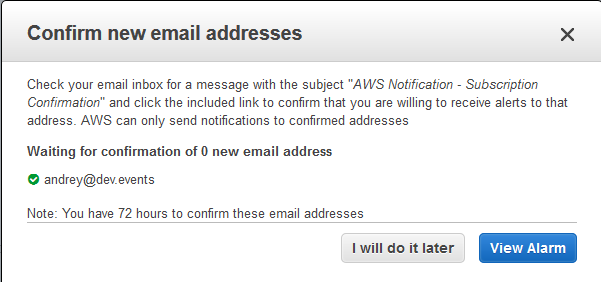 Confirm new email addresses
Check your email inbox for a message with the subject "AWS Notification - Subscription
Confirmation" and click the included link to confirm that you are willing to receive alerts to that
address. AWS can only send notifications to confirmed addresses
Waiting for confirmation of 0 new email address
andrey@dev.events
Note: You have 72 hours to confirm these email addresses
I will do it later
View Alarm